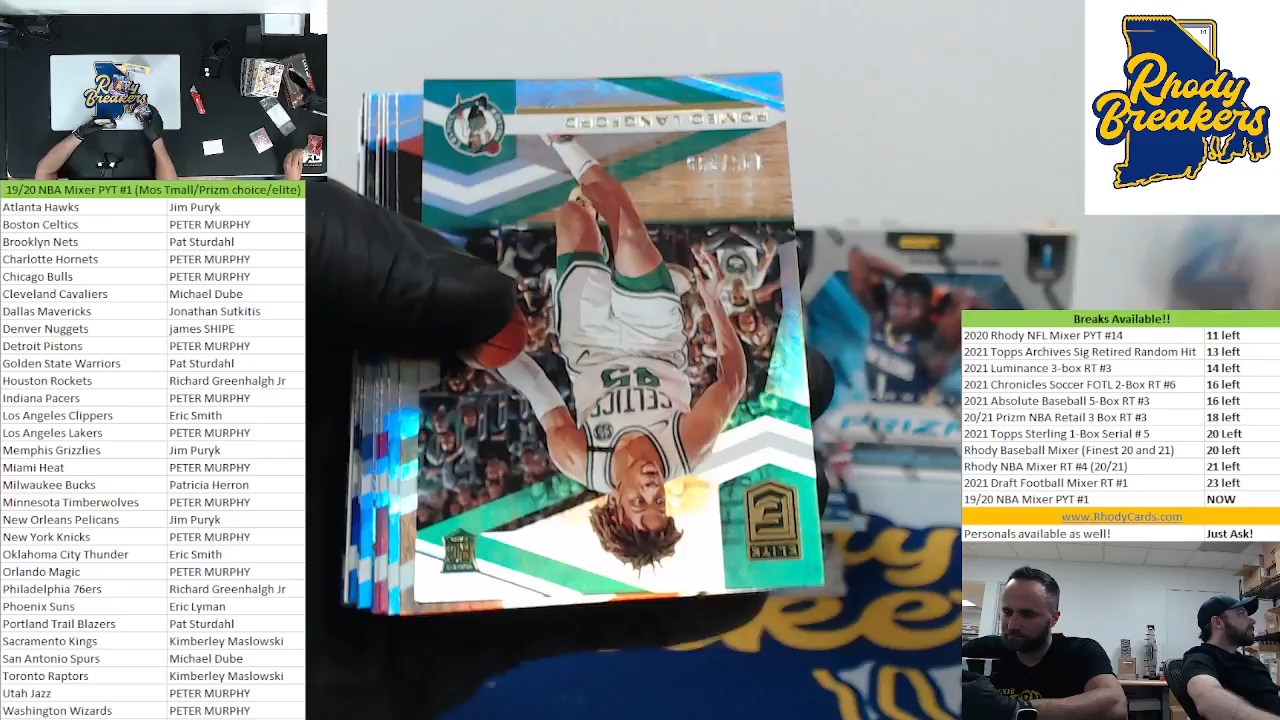 19/20 NBA Mixer PYT #1 (Mos Tmall/Prizm choice/elite)
Atlanta Hawks Jim Puryk
Boston Celtics PETER MURPHY
Brooklyn Nets Pat Sturdahl
Charlotte Hornets PETER MURPHY
Chicago Bulls PETER MURPHY
Cleveland Cavaliers Michael Dube
Dallas Mavericks Jonathan Sutkitis
Denver Nuggets james SHIPE
Detroit Pistons PETER MURPHY
Golden State Warriors Pat Sturdahl
Houston Rockets Richard Greenhalgh Jr
Indiana Pacers PETER MURPHY
Los Angeles Clippers Eric Smith
Los Angeles Lakers PETER MURPHY
Memphis Grizzlies Jim Puryk
Miami Heat PETER MURPHY
Milwaukee Bucks Patricia Herron
Minnesota Timberwolves PETER MURPHY
New Orleans Pelicans Jim Puryk
New York Knicks PETER MURPHY
Oklahoma City Thunder Eric Smith
Orlando Magic PETER MURPHY
Philadelphia 76ers Richard Greenhalgh Jr
Phoenix Suns Eric Lyman
Portland Trail Blazers Pat Sturdahl
Sacramento Kings Kimberley Maslowski
San Antonio Spurs Michael Dube
Toronto Raptors Kimberley Maslowski
Utah Jazz PETER MURPHY
Washington Wizards PETER MURPHY
Rhody
Breakers
ROMEO LANGFORD
CELTICS
45
ELITE
PRIZM
Rhody
Breakers
Breaks Available!!
2020 Rhody NFL Mixer PYT #14 11 left
2021 Topps Archives Sig Retired Random Hit 13 left
2021 Luminance 3-box RT #3 14 left
2021 Chronicles Soccer FOTL 2-Box RT #6 16 left
2021 Absolute Baseball 5-Box RT #3 16 left
20/21 Prizm NBA Retail 3 Box RT #3 18 left
2021 Topps Sterling 1-Box Serial # 5 20 Left
Rhody Baseball Mixer (Finest 20 and 21) 20 left
Rhody NBA Mixer RT #4 (20/21) 21 left
2021 Draft Football Mixer RT #1 23 left
19/20 NBA Mixer PYT #1 NOW
www.RhodyCards.com
Personals available as well! Just Ask!